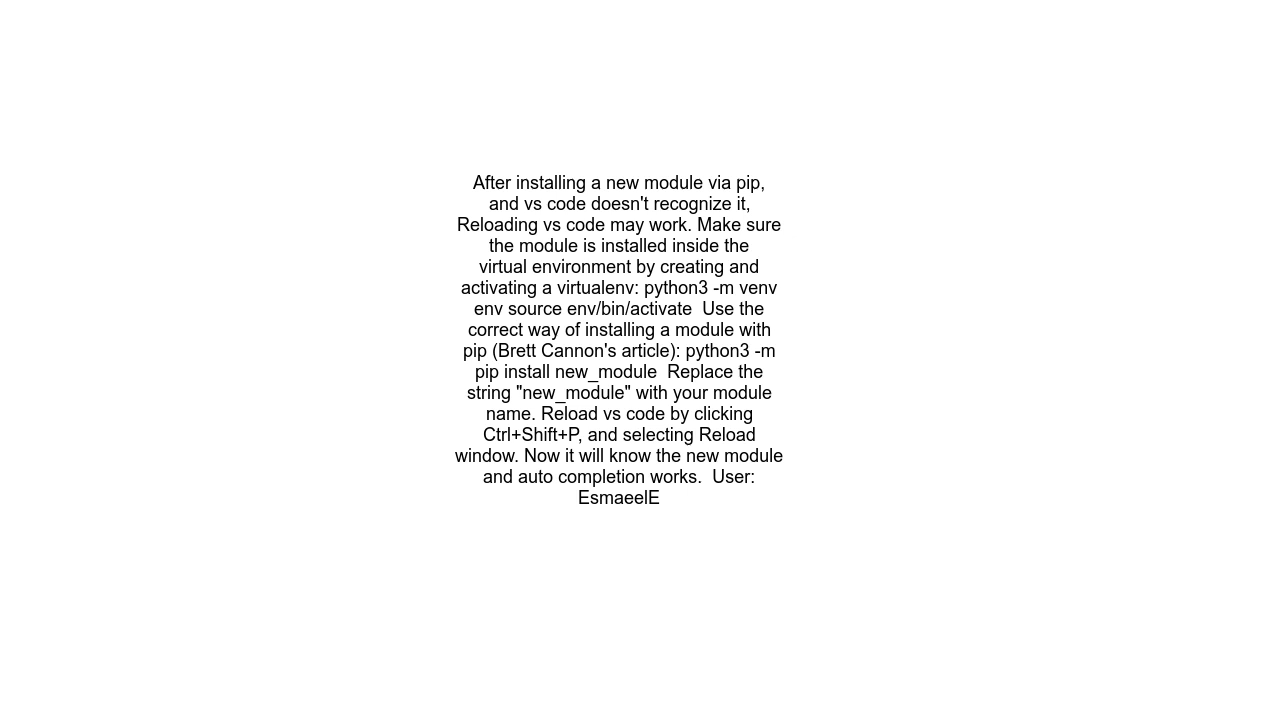 After installing a new module via pip,
and vs code doesn't recognize it,
Reloading vs code may work. Make sure
the module is installed inside the
virtual environment by creating and
activating a virtualenv: python3 -m venv
env source env/bin/activate  Use the
correct way of installing a module with
pip (Brett Cannon's article): python3 -m
pip install new_module  Replace the
string "new_module" with your module
name. Reload vs code by clicking
Ctrl+Shift+P, and selecting Reload
window. Now it will know the new module
and auto completion works.  User:
EsmaeelE